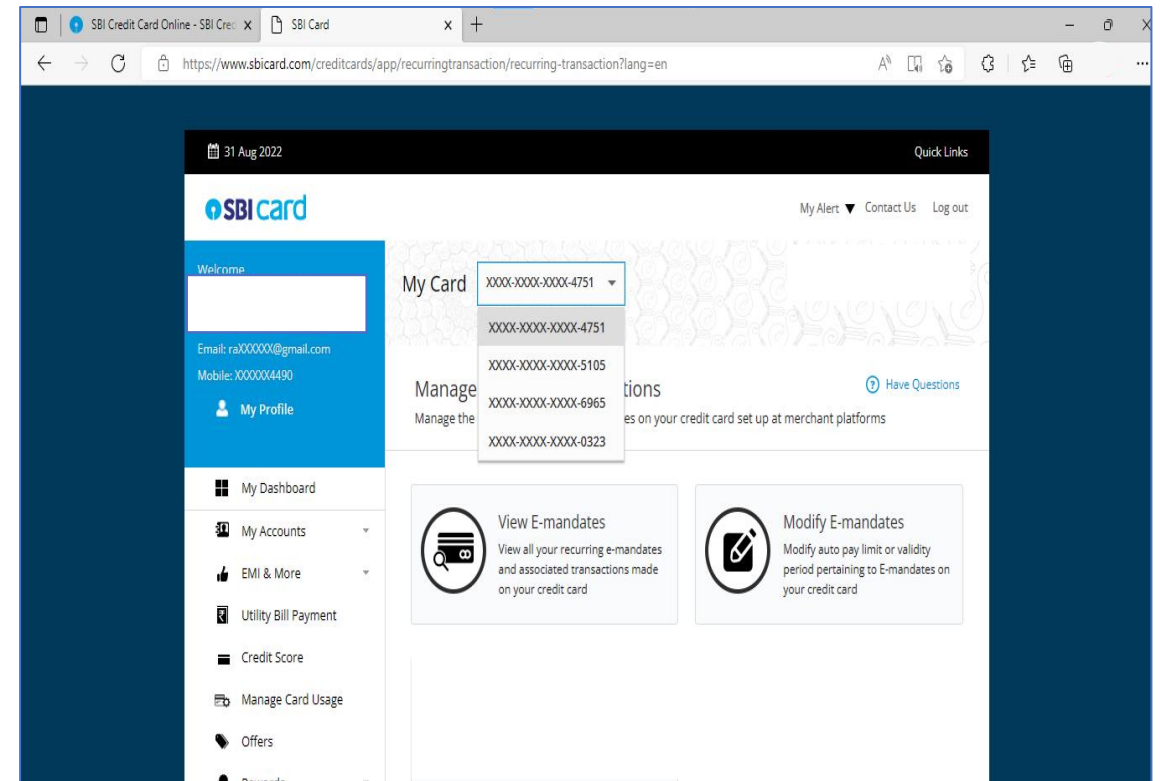 SBI Credit Card Online - SBI Cre
SBI Card
https://www.sbicard.com/creditcards/app/recurringtransaction/recurring-transaction?lang=en
31 Aug 2022
Quick Links
SBI card
My Alert ▼ Contact Us Log out
Welcome
Email: raXXXXXX@gmail.com
Mobile: XXXXXX4490
My Profile
My Card XXXX-XXXX-XXXX-4751
XXXX-XXXX-XXXX-4751
XXXX-XXXX-XXXX-5105
XXXX-XXXX-XXXX-6965
XXXX-XXXX-XXXX-0323
Manage tions
Have Questions
Manage the es on your credit card set up at merchant platforms
My Dashboard
My Accounts
EMI & More
Utility Bill Payment
Credit Score
Manage Card Usage
Offers
View E-mandates
View all your recurring e-mandates
and associated transactions made
on your credit card
Modify E-mandates
Modify auto pay limit or validity
period pertaining to E-mandates on
your credit card